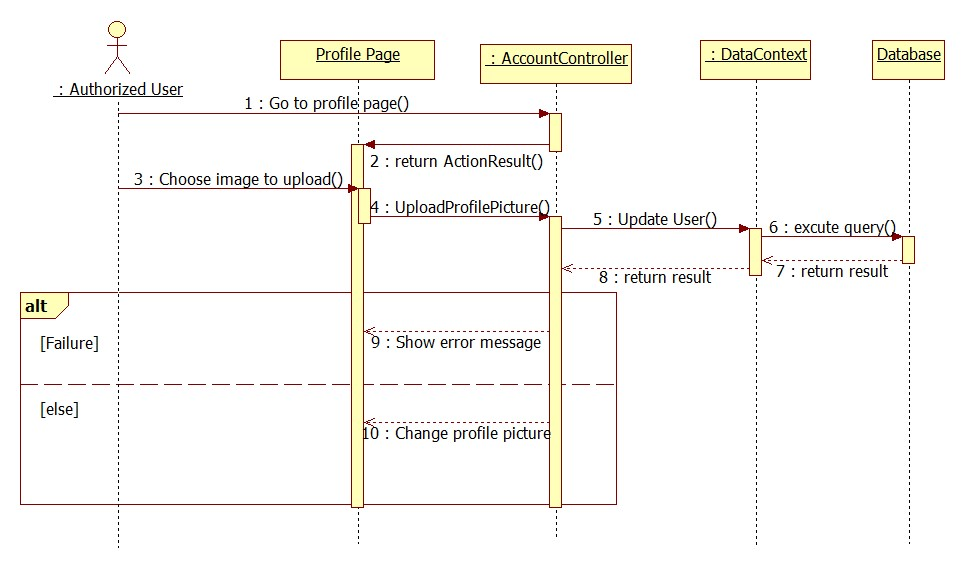 Profile Page
: AccountController
: DataContext
Database
: Authorized User
1 : Go to profile page()
2 : return ActionResult()
3 : Choose image to upload()
4 : UploadProfilePicture()
5 : Update User()
6 : excute query()
7 : return result
8 : return result
alt
9 : Show error message
[Failure]
[else]
10 : Change profile picture